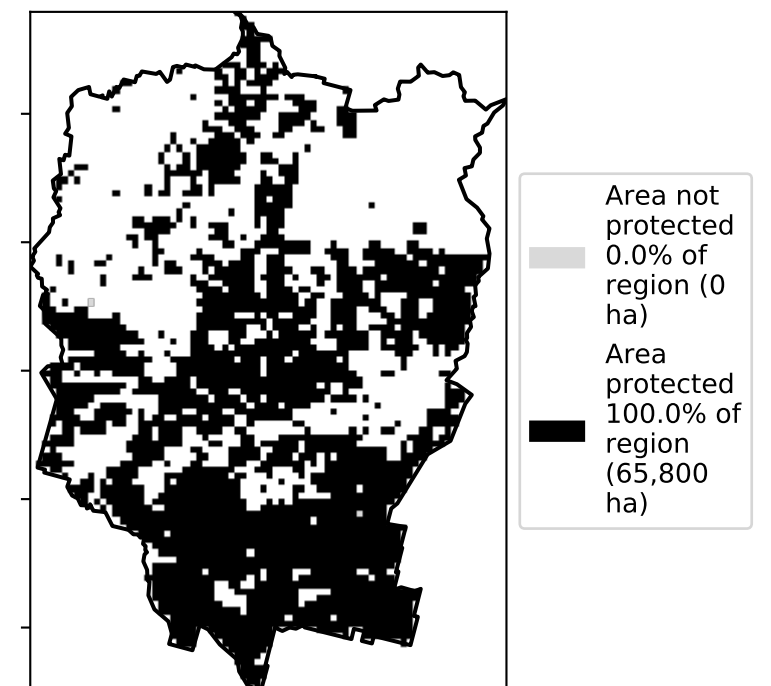 Area not
protected
0.0% of
region (0
ha)
Area
protected
100.0% of
region
(65,800
ha)